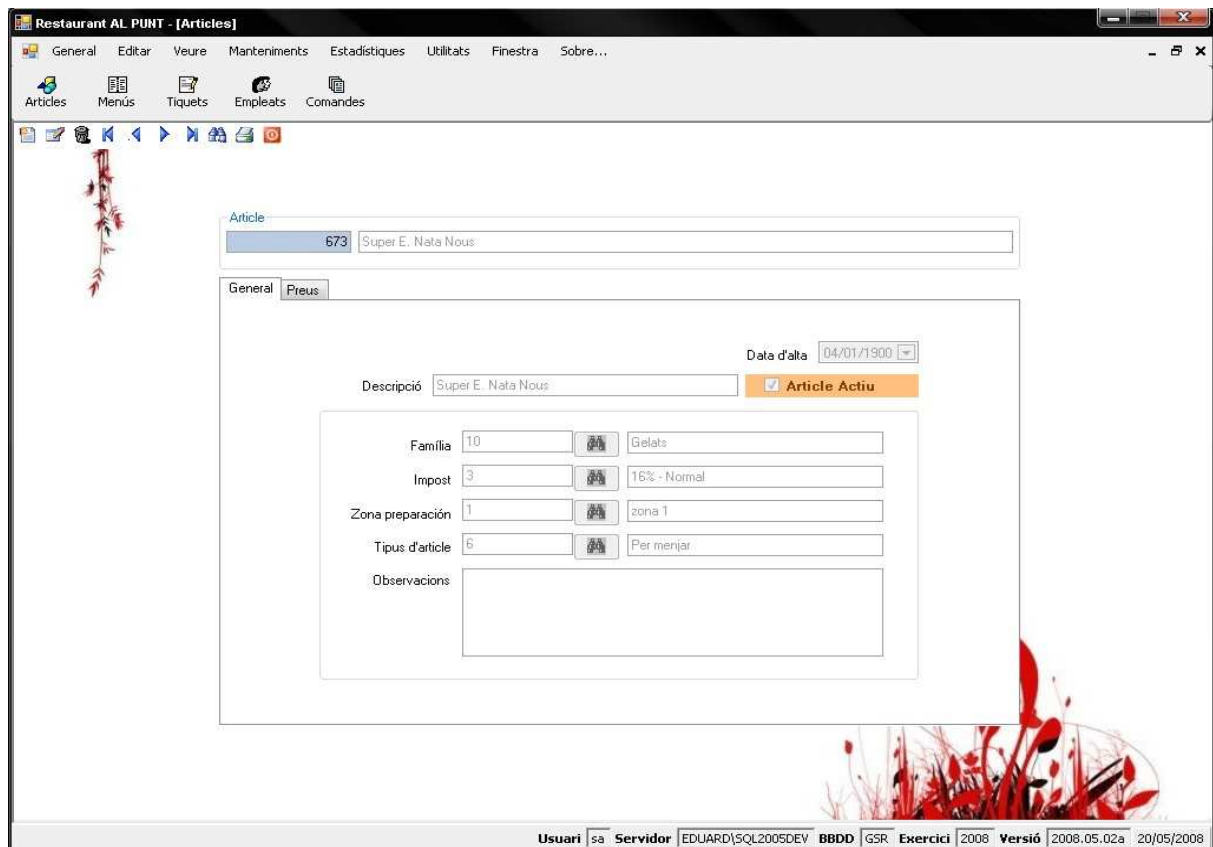 Restaurant AL PUNT - [Articles]
General Editar Veure Manteniments Estadístiques Utilitats Finestra Sobre...
Articles Menús Tiquets Empleats Comandes
Article
673 Super E. Nata Nous
General Preus
Data d'alta 04/01/1900
Descripció Super E. Nata Nous Article Actiu
Família 10 Gelats
Impost 3 16% - Normal
Zona preparación 1 zona 1
Tipus d'article 6 Per menjar
Observacions
Usuari sa Servidor EDUARD\SQL2005DEV BBDD GSR Exercici 2008 Versió 2008.05.02a 20/05/2008